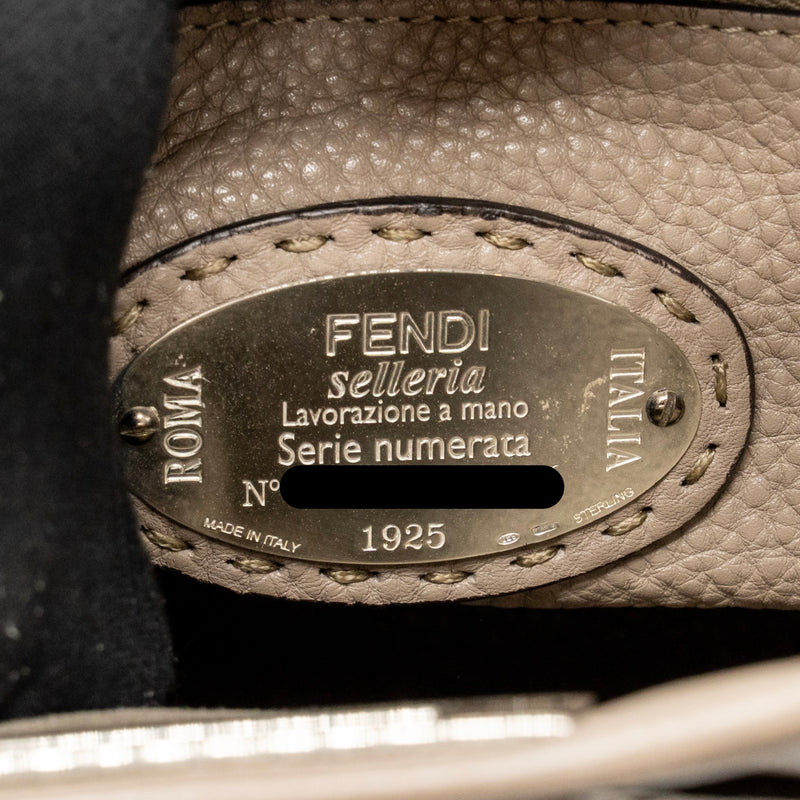 FENDI
selleria
Lavorazione a mano
Serie numerata
N°
1925
ROMA
ITALIA
MADE IN ITALY
STERLING